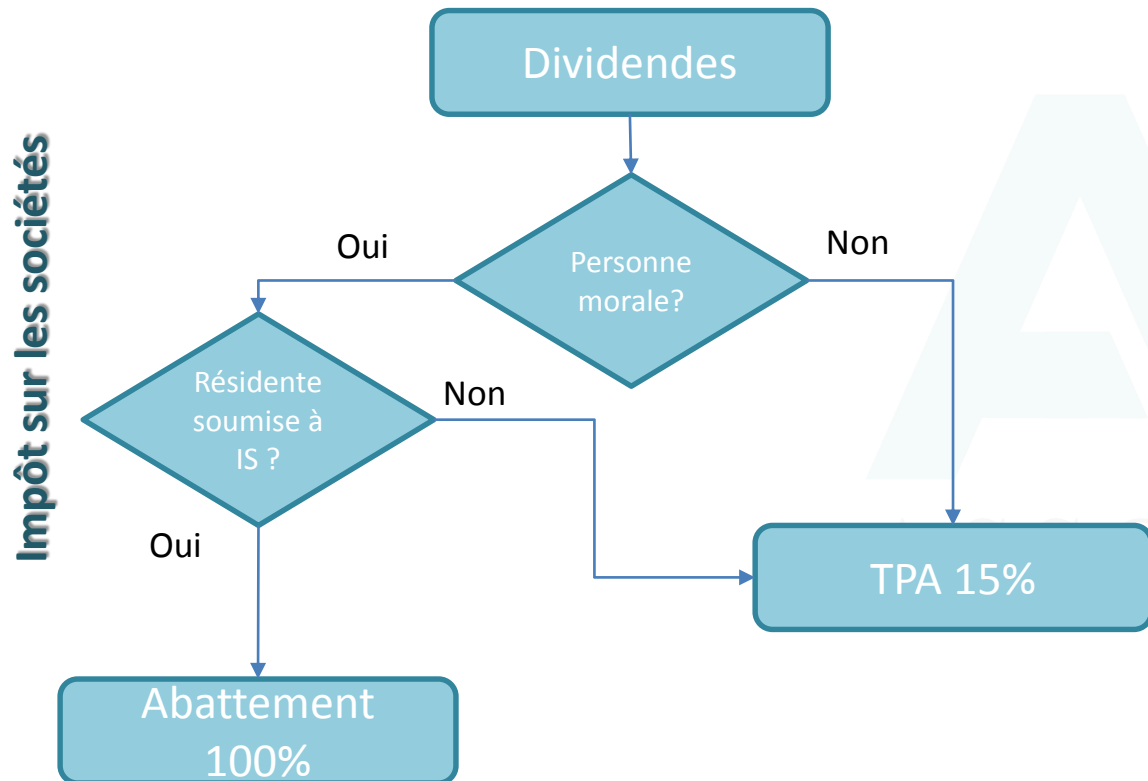 Impôt sur les sociétés
Dividendes
Oui
Non
Personne
morale?
Résidente
soumise à
IS ?
Non
Oui
TPA 15%
Abattement
100%